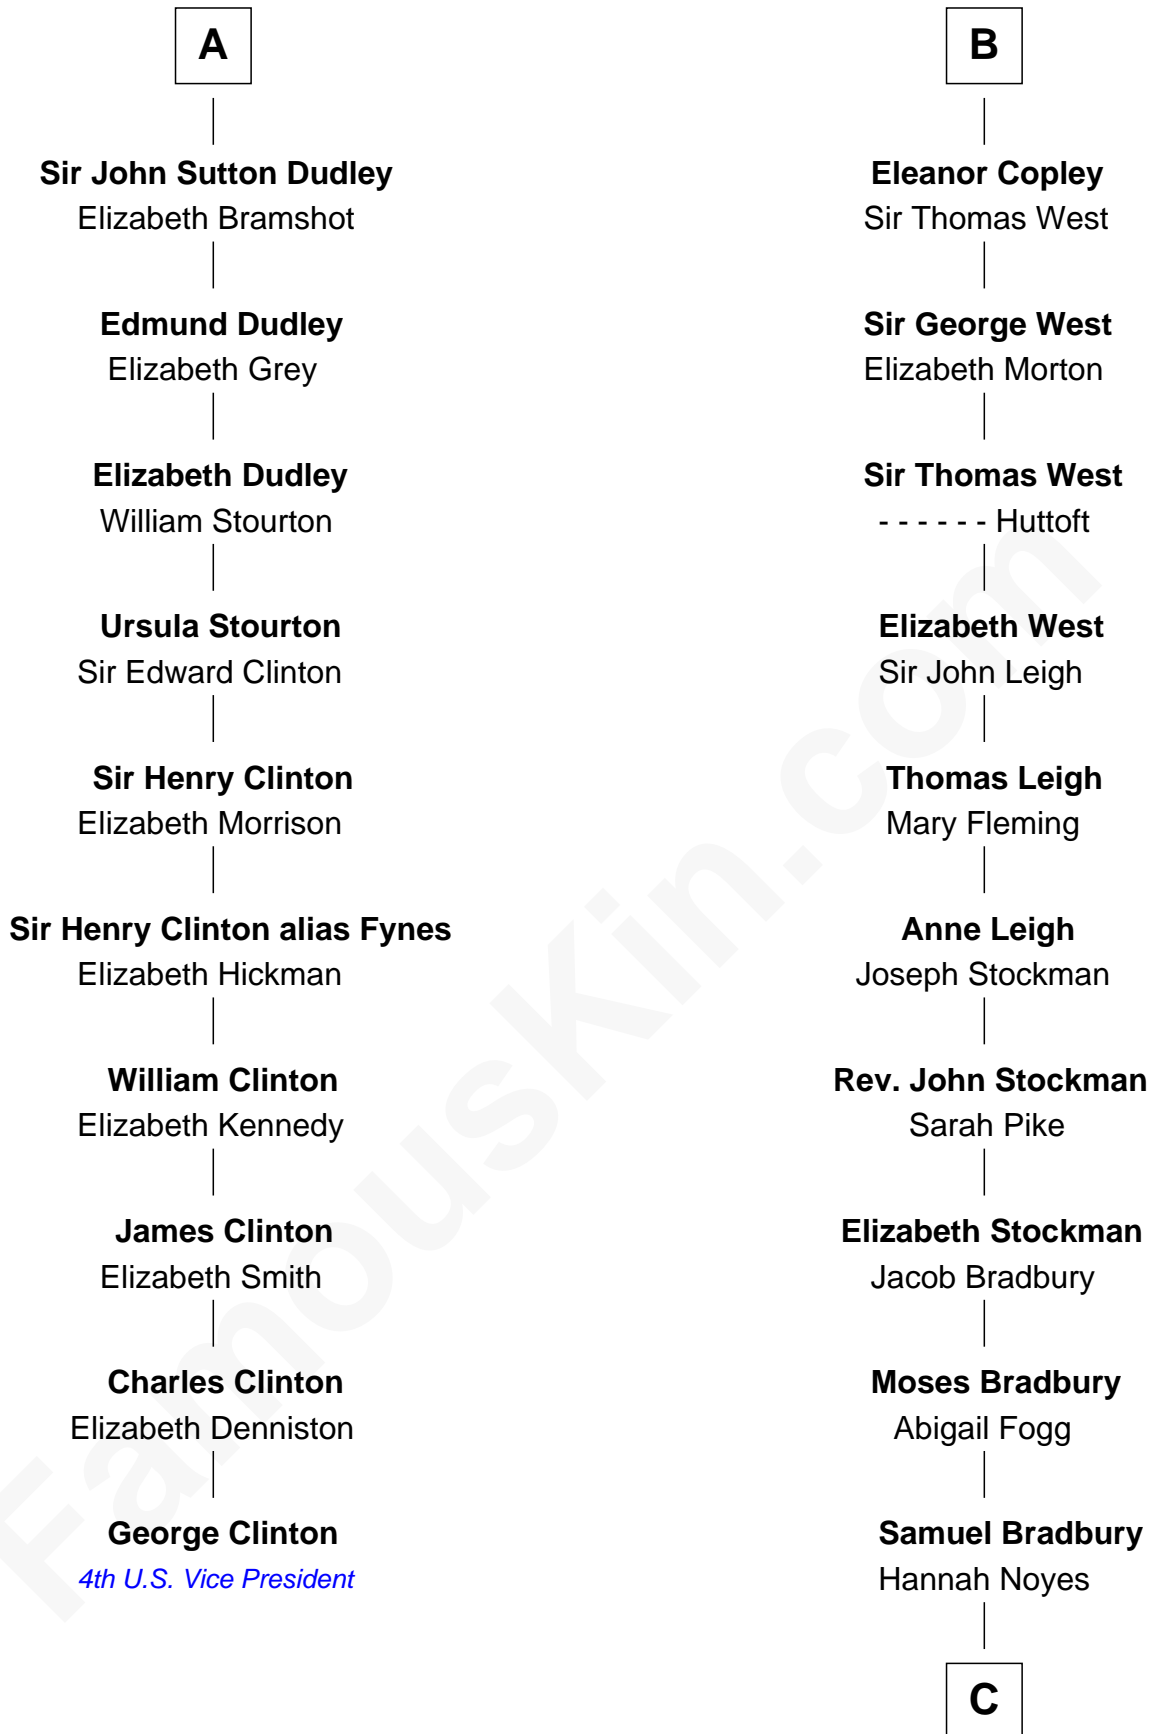 A
Sir John Sutton Dudley
Elizabeth Bramshot
Edmund Dudley
Elizabeth Grey
Elizabeth Dudley
William Stourton
Ursula Stourton
Sir Edward Clinton
Sir Henry Clinton
Elizabeth Morrison
Sir Henry Clinton alias Fynes
Elizabeth Hickman
William Clinton
Elizabeth Kennedy
James Clinton
Elizabeth Smith
Charles Clinton
Elizabeth Denniston
George Clinton
4th U.S. Vice President
B
Eleanor Copley
Sir Thomas West
Sir George West
Elizabeth Morton
Sir Thomas West
- - - - - - Huttoft
Elizabeth West
Sir John Leigh
Thomas Leigh
Mary Fleming
Anne Leigh
Joseph Stockman
Rev. John Stockman
Sarah Pike
Elizabeth Stockman
Jacob Bradbury
Moses Bradbury
Abigail Fogg
Samuel Bradbury
Hannah Noyes
C
FamousKin.com